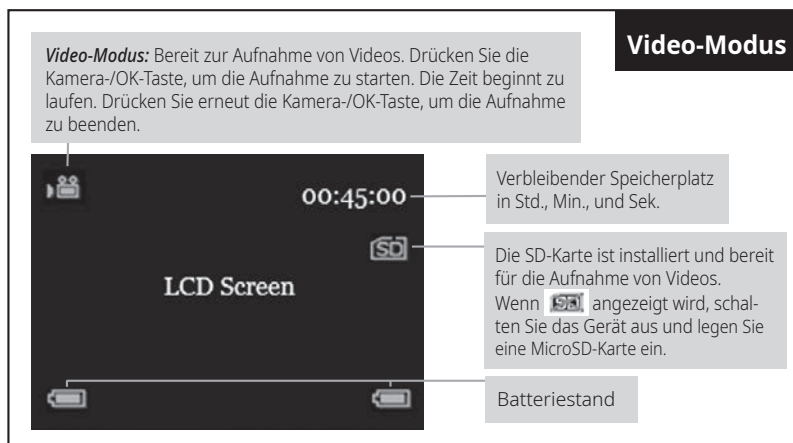 Video-Modus
Video-Modus: Bereit zur Aufnahme von Videos. Drücken Sie die
Kamera-/OK-Taste, um die Aufnahme zu starten. Die Zeit beginnt zu
laufen. Drücken Sie erneut die Kamera-/OK-Taste, um die Aufnahme
zu beenden.
00:45:00
Verbleibender Speicherplatz
in Std., Min., und Sek.
SD
LCD Screen
Die SD-Karte ist installiert und bereit
für die Aufnahme von Videos.
Wenn SD angezeigt wird, schal-
ten Sie das Gerät aus und legen Sie
eine MicroSD-Karte ein.
Batteriestand